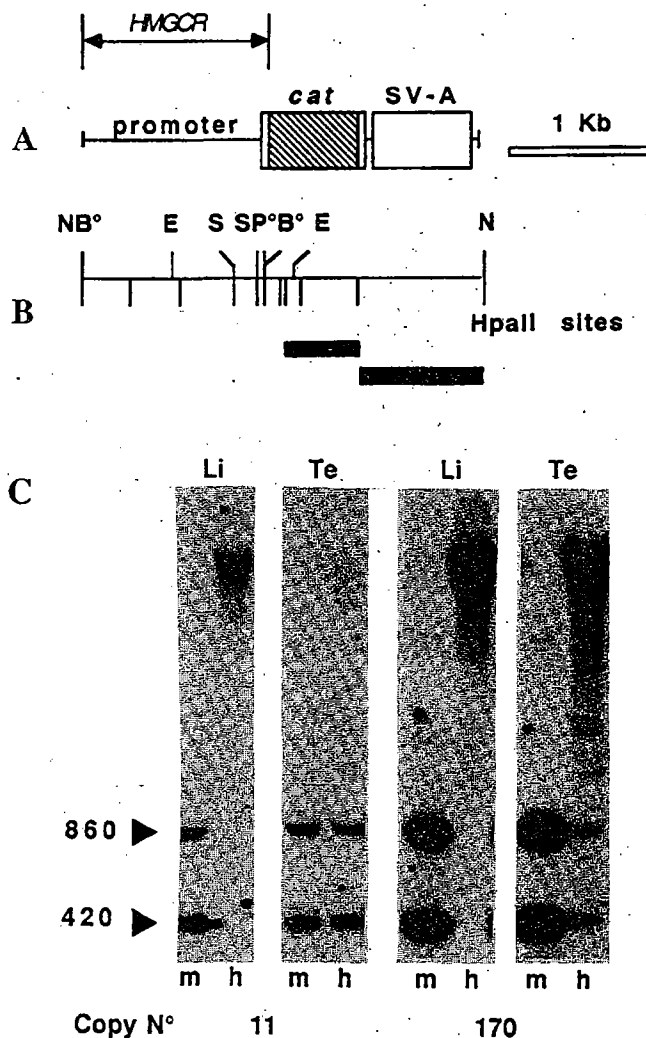 HMGCR
cat SV-A
A promoter 1 Kb
NB° E S SP°B° E N
B HpaII sites
C Li Te Li Te
860
420
m h m h m h m h
Copy N° 11 170